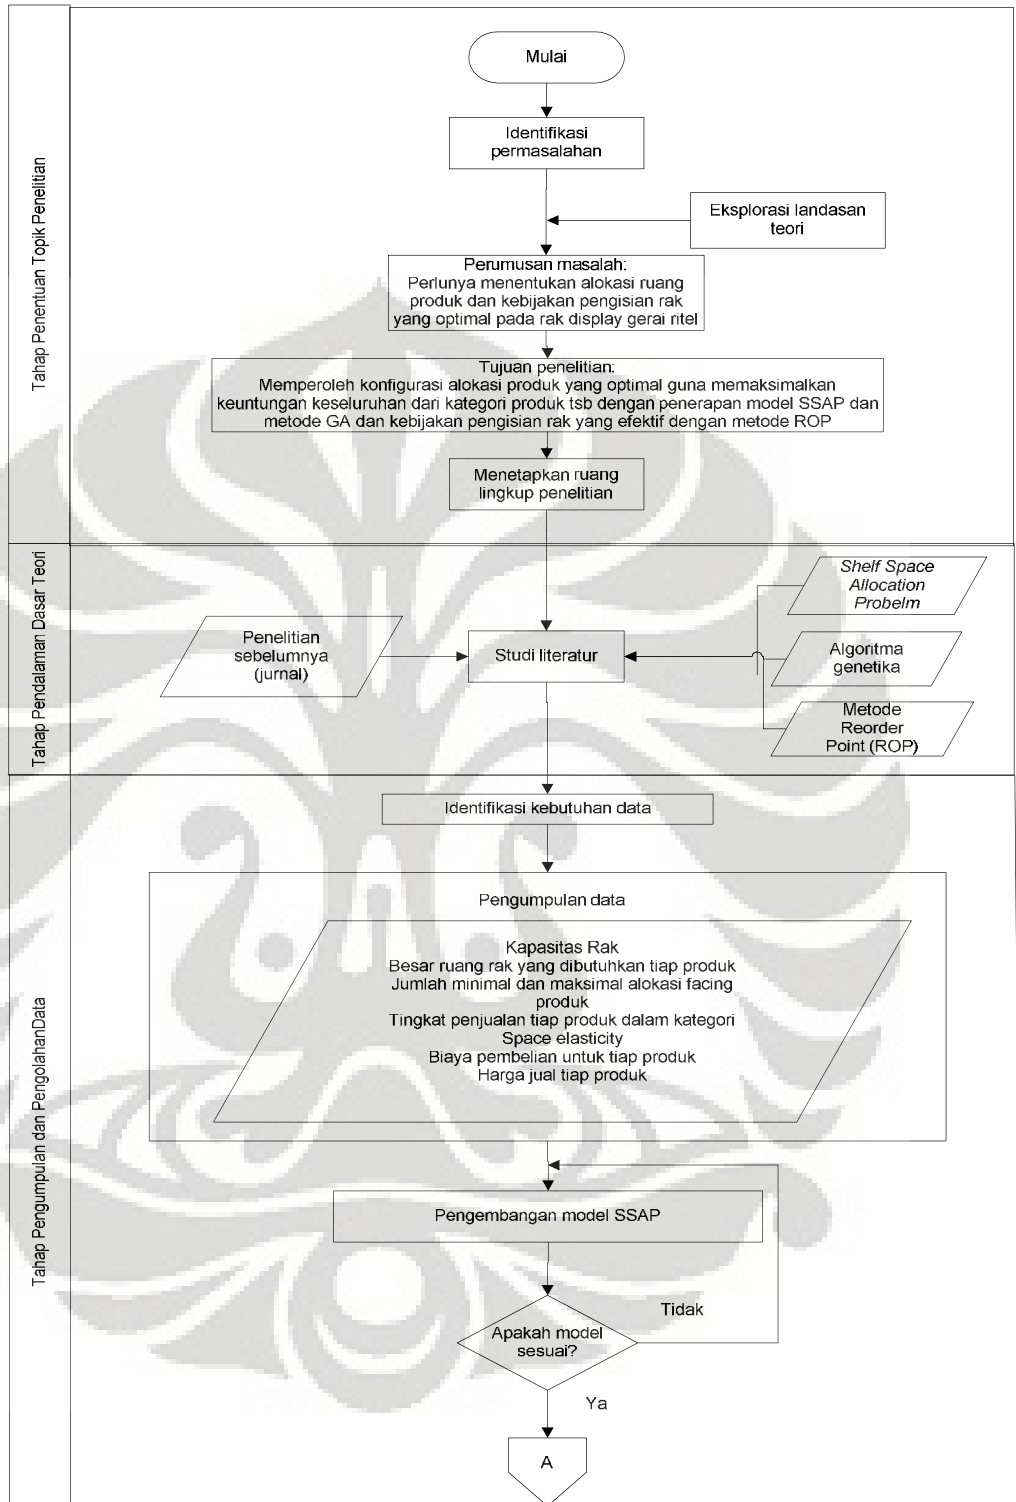 Tahap Penentuan Topik Penelitian
Mulai
Identifikasi
permasalahan
Eksplorasi landasan
teori
Perumusan masalah:
Perlunya menentukan alokasi ruang
produk dan kebijakan pengisian rak
yang optimal pada rak display gerai ritel
Tujuan penelitian:
Memperoleh konfigurasi alokasi produk yang optimal guna memaksimalkan
keuntungan keseluruhan dari kategori produk tsb dengan penerapan model SSAP dan
metode GA dan kebijakan pengisian rak yang efektif dengan metode ROP
Menetapkan ruang
lingkup penelitian
Tahap Pendalaman Dasar Teori
Penelitian
sebelumnya
(jurnal)
Studi literatur
Shelf Space
Allocation
Probelm
Algoritma
genetika
Metode
Reorder
Point (ROP)
Tahap Pengumpulan dan PengolahanData
Identifikasi kebutuhan data
Pengumpulan data
Kapasitas Rak
Besar ruang rak yang dibutuhkan tiap produk
Jumlah minimal dan maksimal alokasi facing
produk
Tingkat penjualan tiap produk dalam kategori
Space elasticity
Biaya pembelian untuk tiap produk
Harga jual tiap produk
Pengembangan model SSAP
Apakah model
sesuai?
Tidak
Ya
A